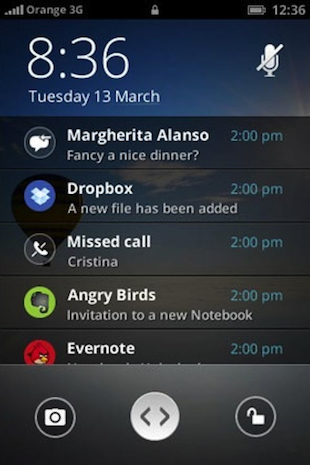 Orange 3G 12:36
8:36
Tuesday 13 March
Margherita Alanso 2:00 pm
Fancy a nice dinner?
Dropbox 2:00 pm
A new file has been added
Missed call 2:00 pm
Cristina
Angry Birds 2:00 pm
Invitation to a new Notebook
Evernote 2:00 pm